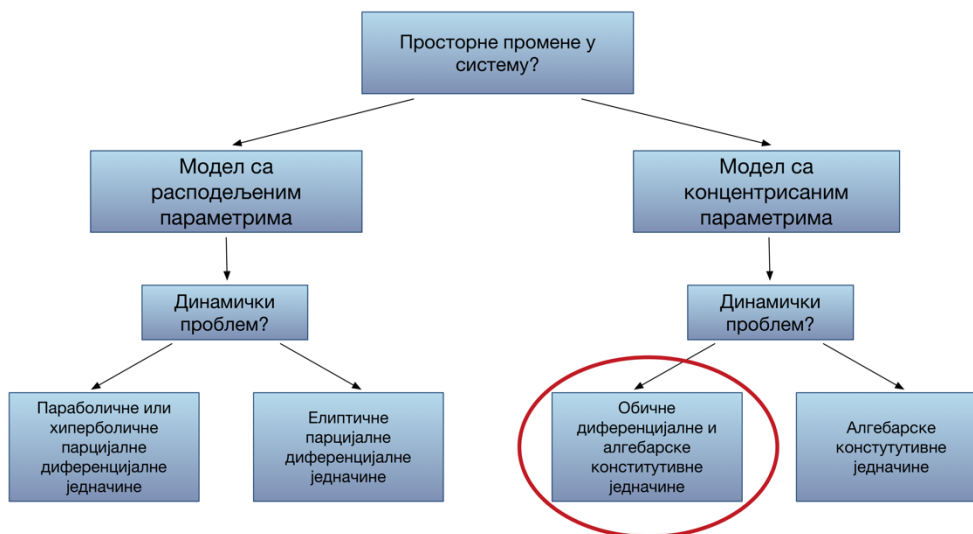 Просторне промене у
систему?
Модел са
расподељеним
параметрима
Модел са
концентрисаним
параметрима
Динамички
проблем?
Динамички
проблем?
Параболичне или
хиперболичне
парцијалне
диференцијалне
једначине
Елиптичне
парцијалне
диференцијалне
једначине
Обичне
диференцијалне и
алгебарске
конститутивне
једначине
Алгебарске
констутутивне
једначине